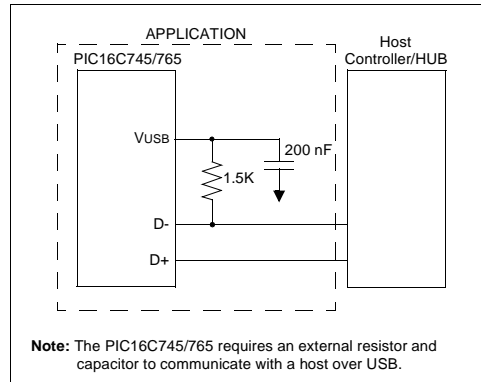 APPLICATION
PIC16C745/765
Host
Controller/HUB
VUSB
200 nF
1.5K
D-
D+
Note: The PIC16C745/765 requires an external resistor and
capacitor to communicate with a host over USB.